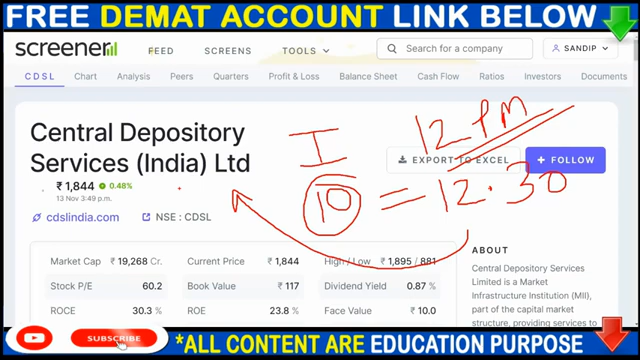 FREE DEMAT ACCOUNT LINK BELOW
screener FEED SCREENS TOOLS Search for a company SANDIP
CDSL Chart Analysis Peers Quarters Profit & Loss Balance Sheet Cash Flow Ratios Investors Documents
12 PM
Central Depository
Services (India) Ltd
I
EXPORT TO EXCEL + FOLLOW
₹ 1,844 0.48%
13 Nov 3:49 p.m.
10 = 12.30
cdslindia.com NSE : CDSL
Market Cap ₹ 19,268 Cr. Current Price ₹ 1,844 High / Low ₹ 1,895 / 881
Stock P/E 60.2 Book Value ₹ 117 Dividend Yield 0.87 %
ROCE 30.3 % ROE 23.8 % Face Value ₹ 10.0
ABOUT
Central Depository Services
Limited is a Market
Infrastructure Institution (MII),
part of the capital market
structure, providing services to
SUBSCRIBE
*ALL CONTENT ARE EDUCATION PURPOSE